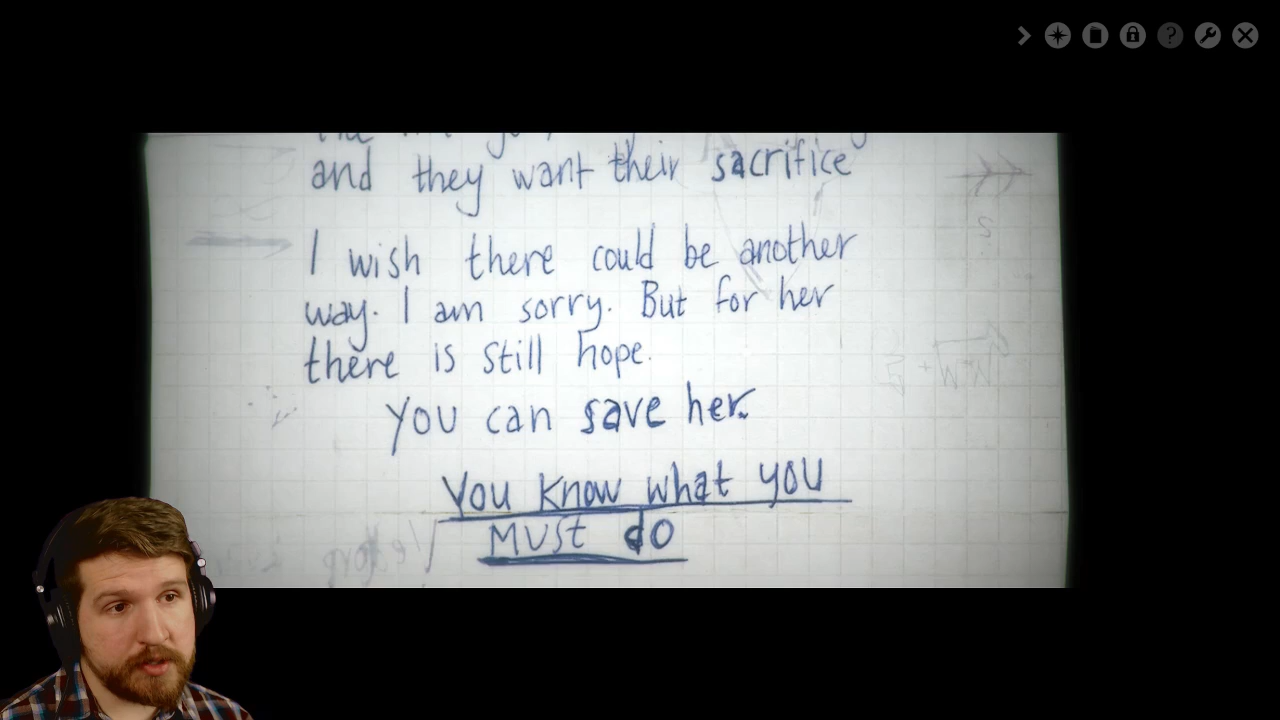 and they want their sacrifice
I wish there could be another
way. I am sorry. But for her
there is still hope.
You can save her.
You know what you
must do